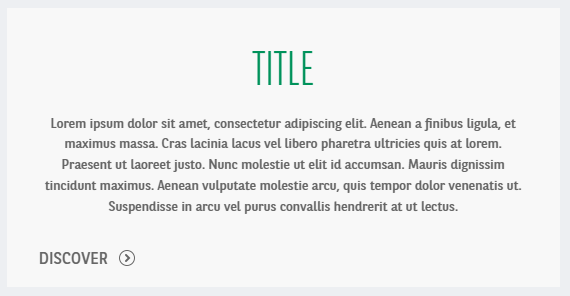 TITLE
Lorem ipsum dolor sit amet, consectetur adipiscing elit. Aenean a finibus ligula, et
maximus massa. Cras lacinia lacus vel libero pharetra ultricies quis at lorem.
Praesent ut laoreet justo. Nunc molestie ut elit id accumsan. Mauris dignissim
tincidunt maximus. Aenean vulputate molestie arcu, quis tempor dolor venenatis ut.
Suspendisse in arcu vel purus convallis hendrerit at ut lectus.
DISCOVER